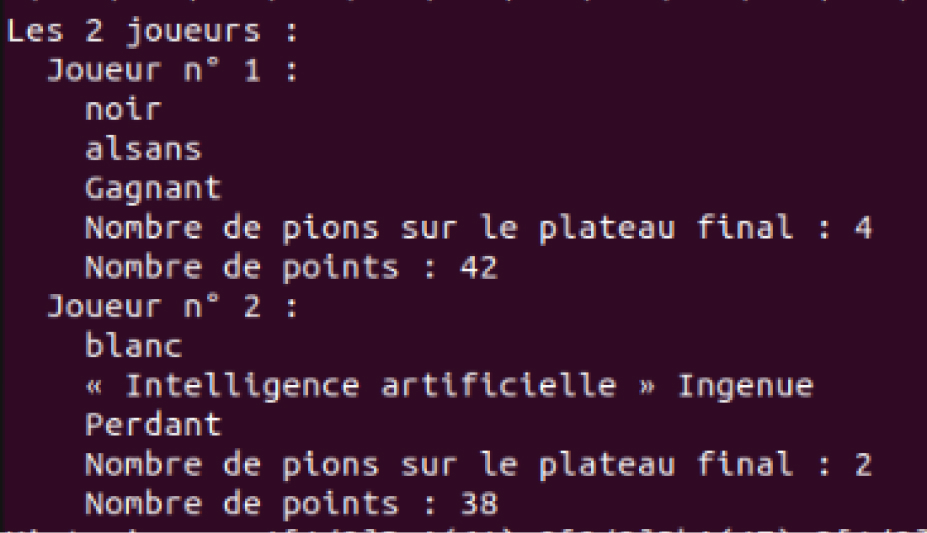 Les 2 joueurs :
Joueur n° 1 :
noir
alsans
Gagnant
Nombre de pions sur le plateau final : 4
Nombre de points : 42
Joueur n° 2 :
blanc
« Intelligence artificielle » Ingenue
Perdant
Nombre de pions sur le plateau final : 2
Nombre de points : 38